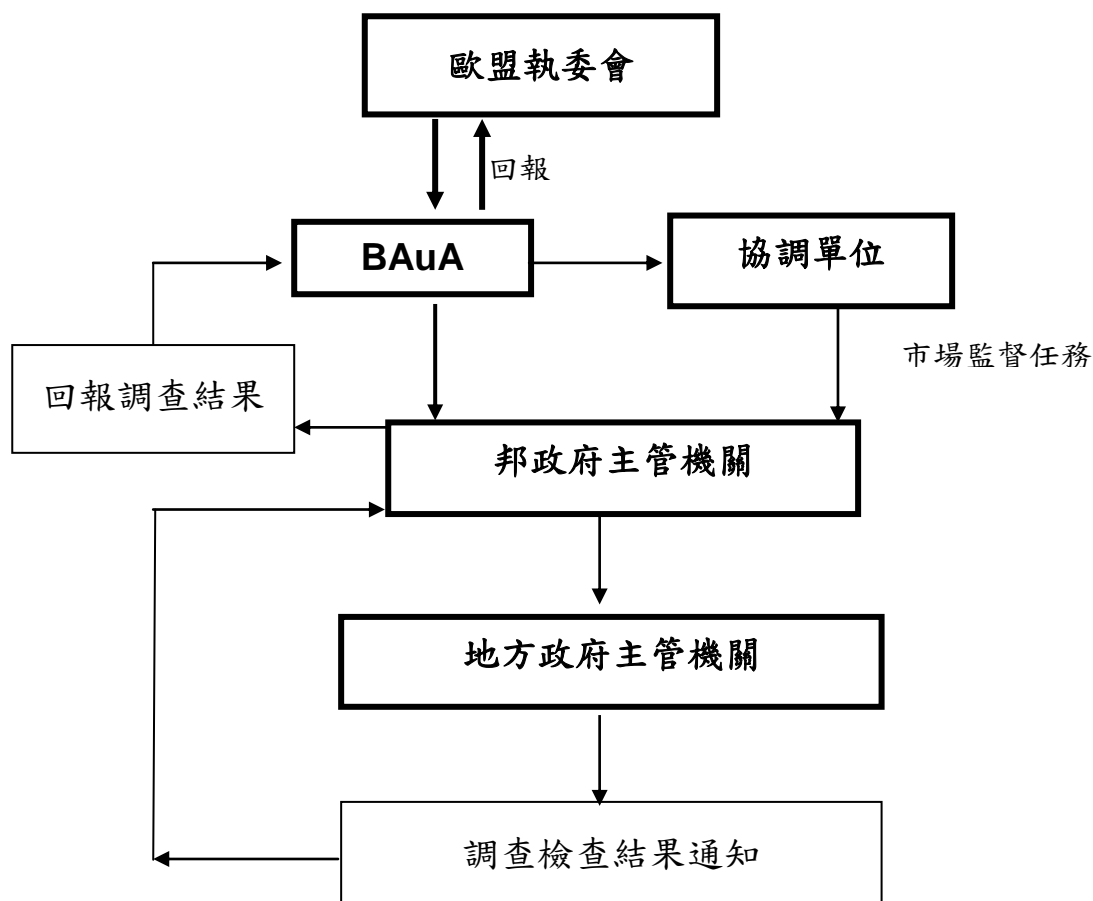 歐盟執委會
回報
BAuA
協調單位
市場監督任務
回報調查結果
邦政府主管機關
地方政府主管機關
調查檢查結果通知